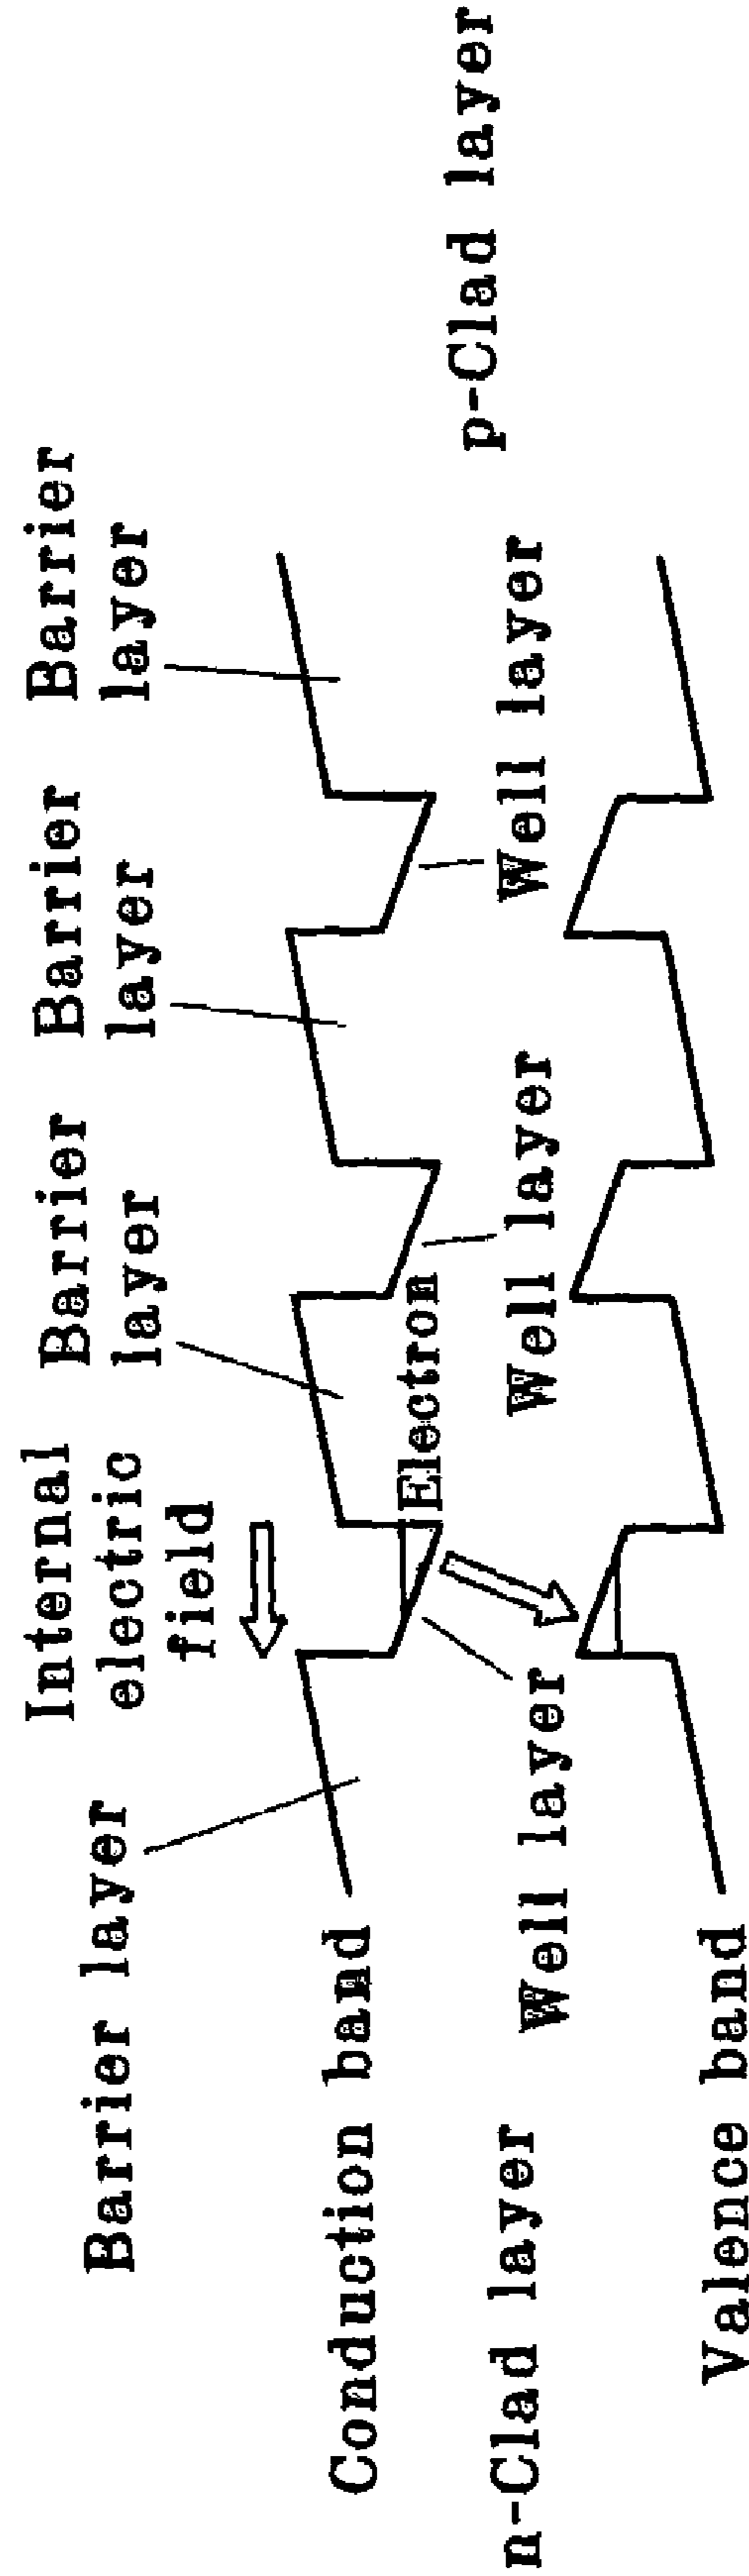 Barrier layer
Internal
electric
field
Barrier
layer
Barrier
layer
Barrier
layer
Conduction band
Electron
n-Clad layer
Well layer
Well layer
Well layer
p-Clad layer
Valence band